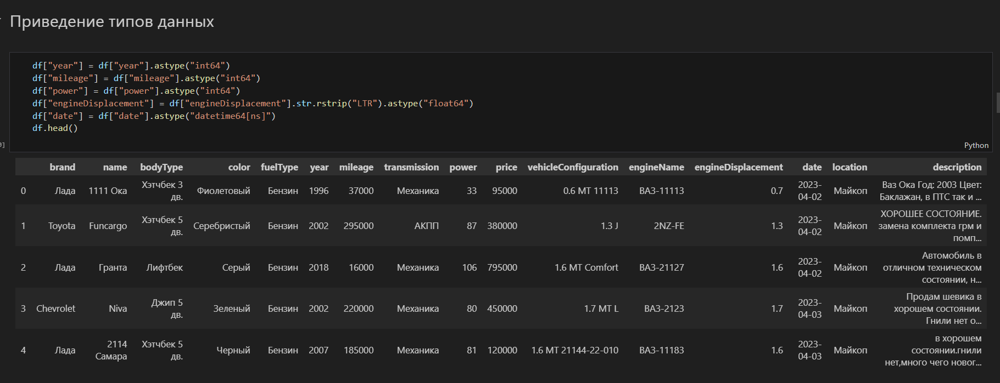 Приведение типов данных
df["year"] = df["year"].astype("int64")
df["mileage"] = df["mileage"].astype("int64")
df["power"] = df["power"].astype("int64")
df["engineDisplacement"] = df["engineDisplacement"].str.rstrip("LTR").astype("float64")
df["date"] = df["date"].astype("datetime64[ns]")
df.head()
Python
brand name bodyType color fuelType year mileage transmission power price vehicleConfiguration engineName engineDisplacement date location description
0 Лада 1111 Ока Хэтчбек 3 дв. Фиолетовый Бензин 1996 37000 Механика 33 95000 0.6 MT 11113 ВАЗ-11113 0.7 2023-04-02 Майкоп Ваз Ока Год: 2003 Цвет: Баклажан, в ПТС так и ...
1 Toyota Funcargo Хэтчбек 5 дв. Серебристый Бензин 2002 295000 АКПП 87 380000 1.3 J 2NZ-FE 1.3 2023-04-02 Майкоп ХОРОШЕЕ СОСТОЯНИЕ. замена комплекта грм и помп...
2 Лада Гранта Лифтбек Серый Бензин 2018 16000 Механика 106 795000 1.6 MT Comfort ВАЗ-21127 1.6 2023-04-02 Майкоп Автомобиль в отличном техническом состоянии, н...
3 Chevrolet Niva Джип 5 дв. Зеленый Бензин 2002 220000 Механика 80 450000 1.7 MT L ВАЗ-2123 1.7 2023-04-03 Майкоп Продам шевика в хорошем состоянии. Гнили нет о...
4 Лада 2114 Самара Хэтчбек 5 дв. Черный Бензин 2007 185000 Механика 81 120000 1.6 MT 21144-22-010 ВАЗ-11183 1.6 2023-04-03 Майкоп в хорошем состоянии.гнили нет,много чего новог...